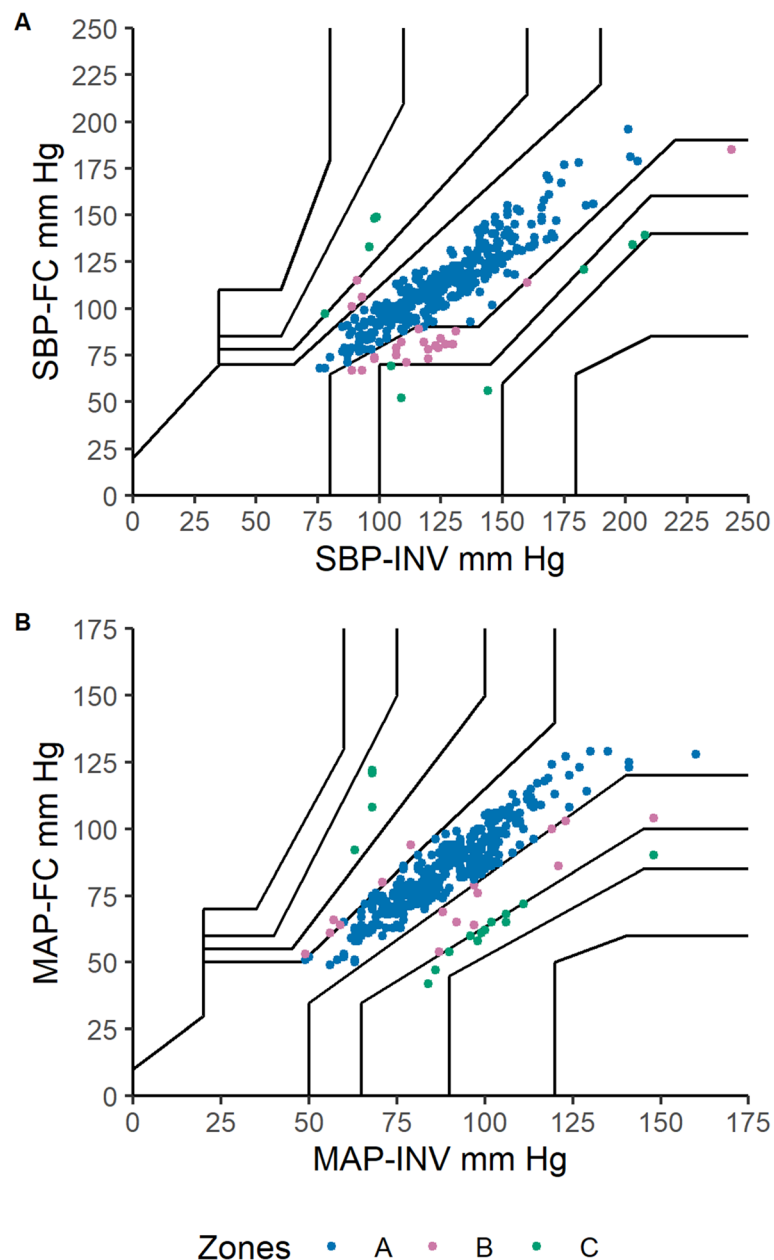 A
250
225
200
175
150
125
100
75
50
25
0
SBP-FC mm Hg
0 25 50 75 100 125 150 175 200 225 250
SBP-INV mm Hg
B
175
150
125
100
75
50
25
0
MAP-FC mm Hg
0 25 50 75 100 125 150 175
MAP-INV mm Hg
Zones A B C